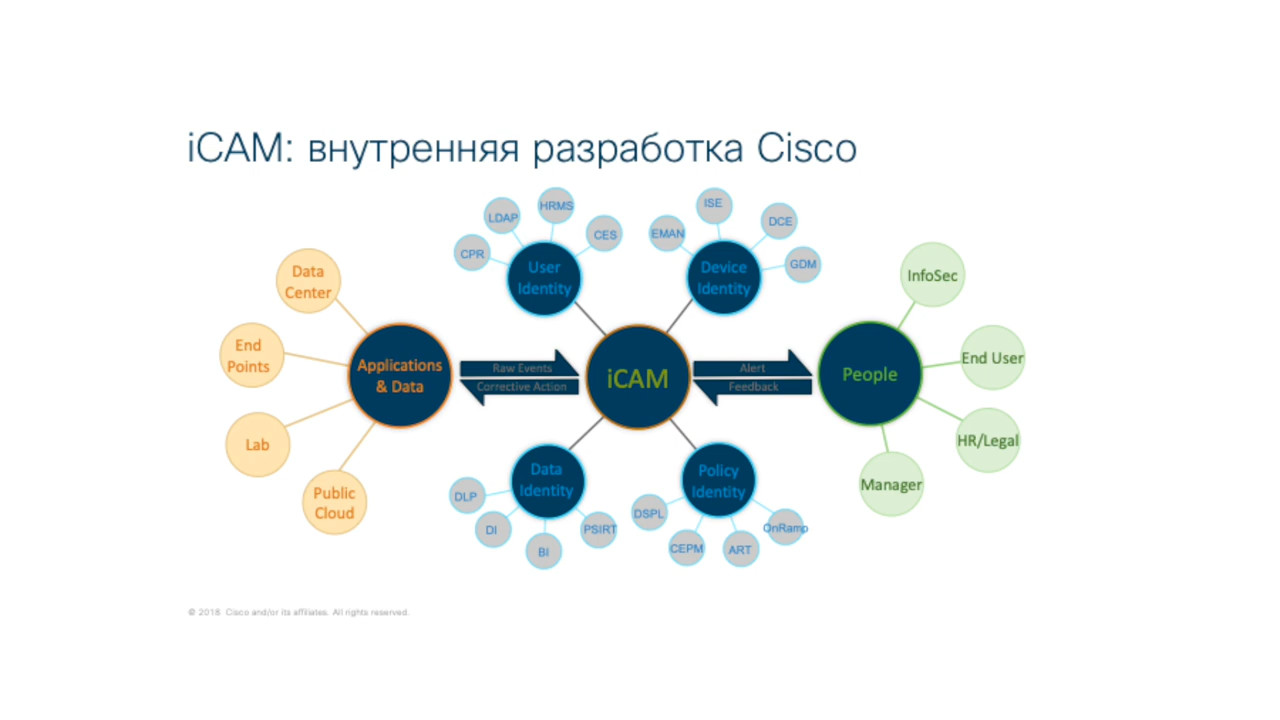 iCAM: внутренняя разработка Cisco
CPR
LDAP
HRMS
CES
User
Identity
EMAN
ISE
DCE
GDM
Device
Identity
Data
Center
End
Points
Lab
Public
Cloud
Applications
& Data
Raw Events
Corrective Action
iCAM
Alert
Feedback
People
InfoSec
End User
HR/Legal
Manager
Data
Identity
DLP
DI
BI
PSIRT
Policy
Identity
DSPL
CEPM
ART
OnRamp
© 2018 Cisco and/or its affiliates. All rights reserved.